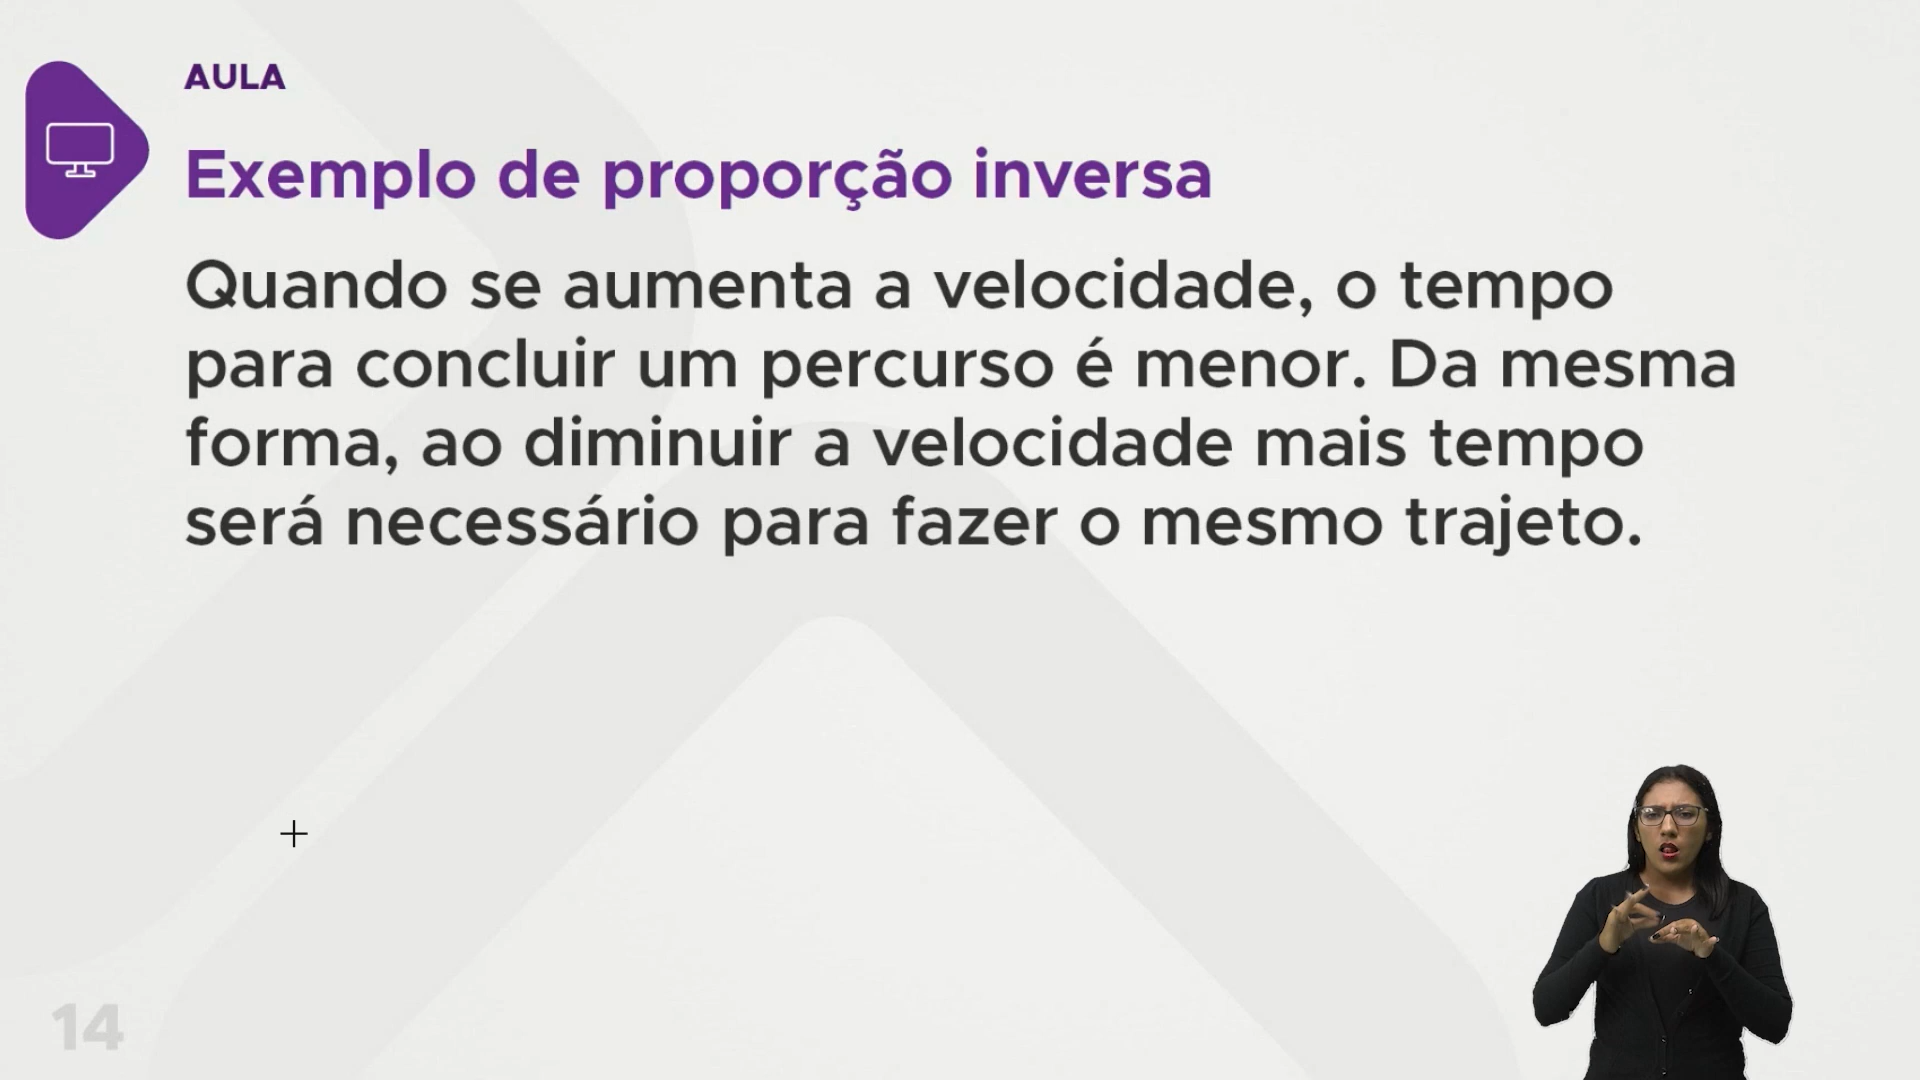 AULA
Exemplo de proporção inversa
Quando se aumenta a velocidade, o tempo
para concluir um percurso é menor. Da mesma
forma, ao diminuir a velocidade mais tempo
será necessário para fazer o mesmo trajeto.
14